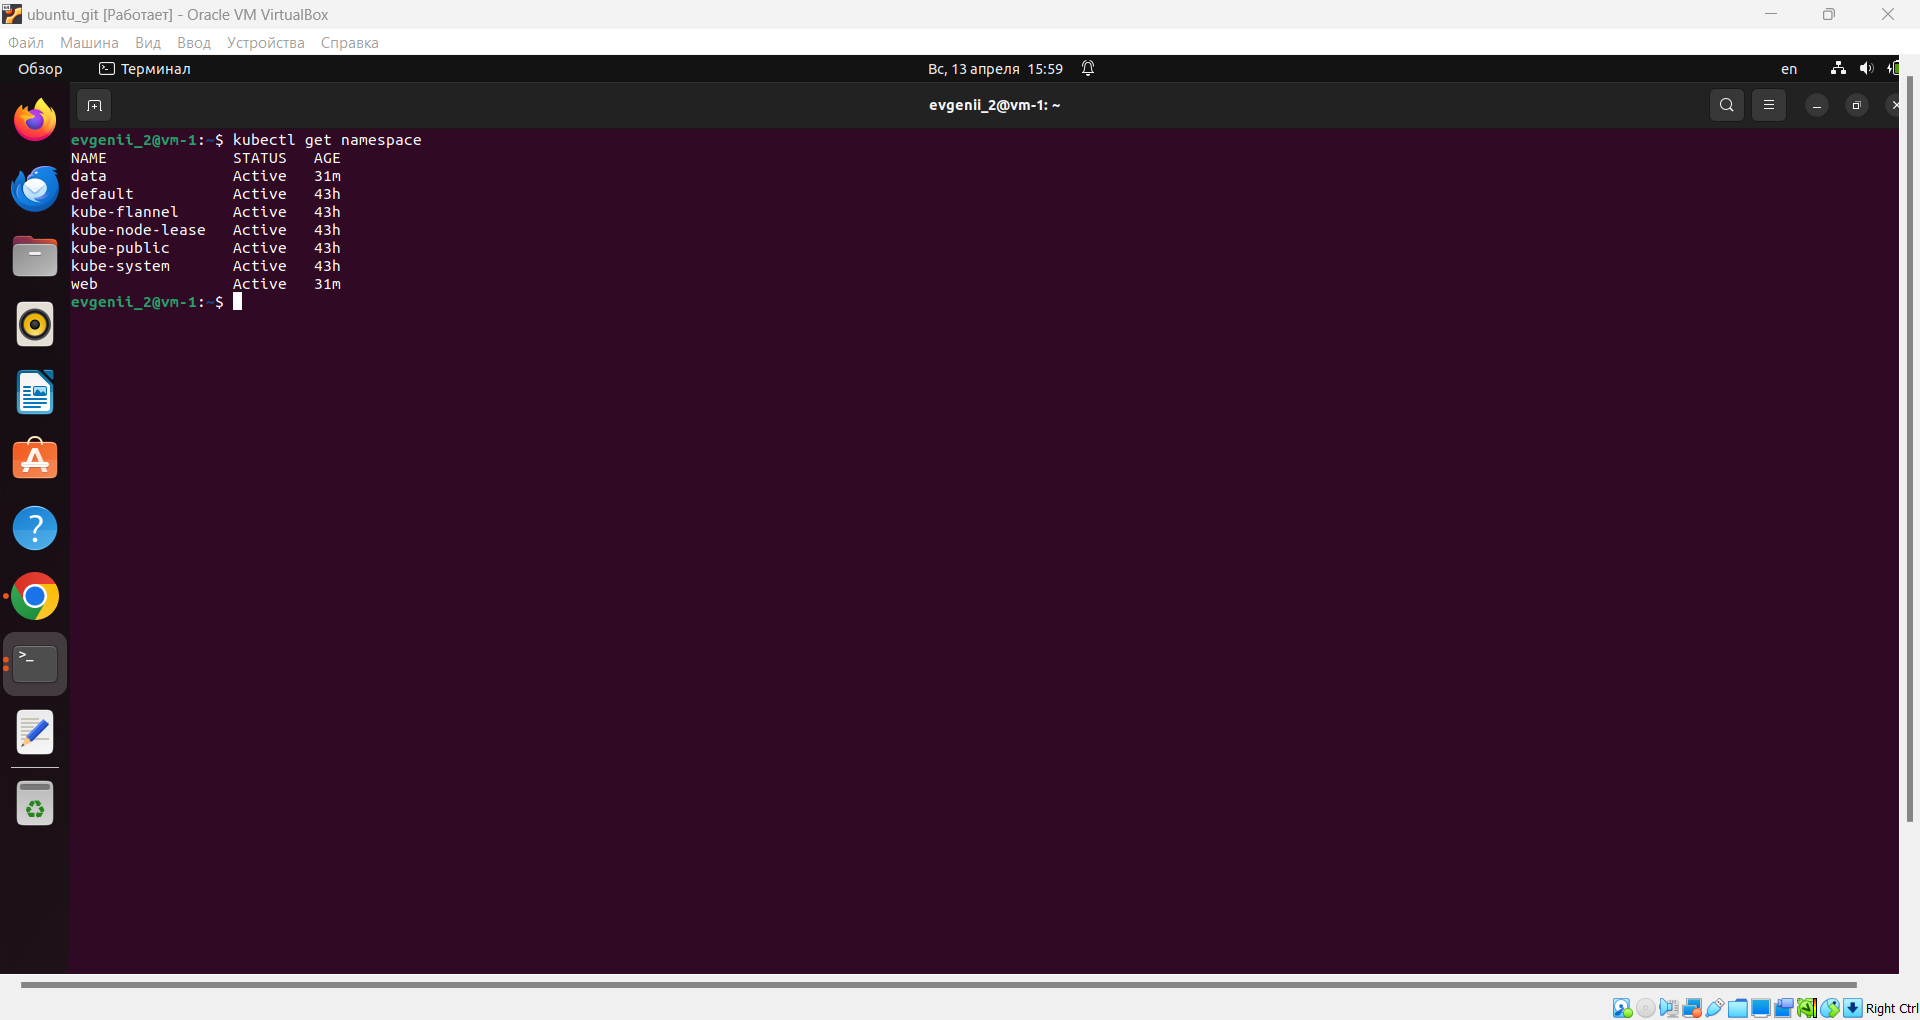 ubuntu_git [Работает] - Oracle VM VirtualBox
Файл Машина Вид Ввод Устройства Справка
Обзор Терминал Вс, 13 апреля 15:59 en
evgenii_2@vm-1: ~
evgenii_2@vm-1:~$ kubectl get namespace
NAME STATUS AGE
data Active 31m
default Active 43h
kube-flannel Active 43h
kube-node-lease Active 43h
kube-public Active 43h
kube-system Active 43h
web Active 31m
evgenii_2@vm-1:~$
Right Ctrl